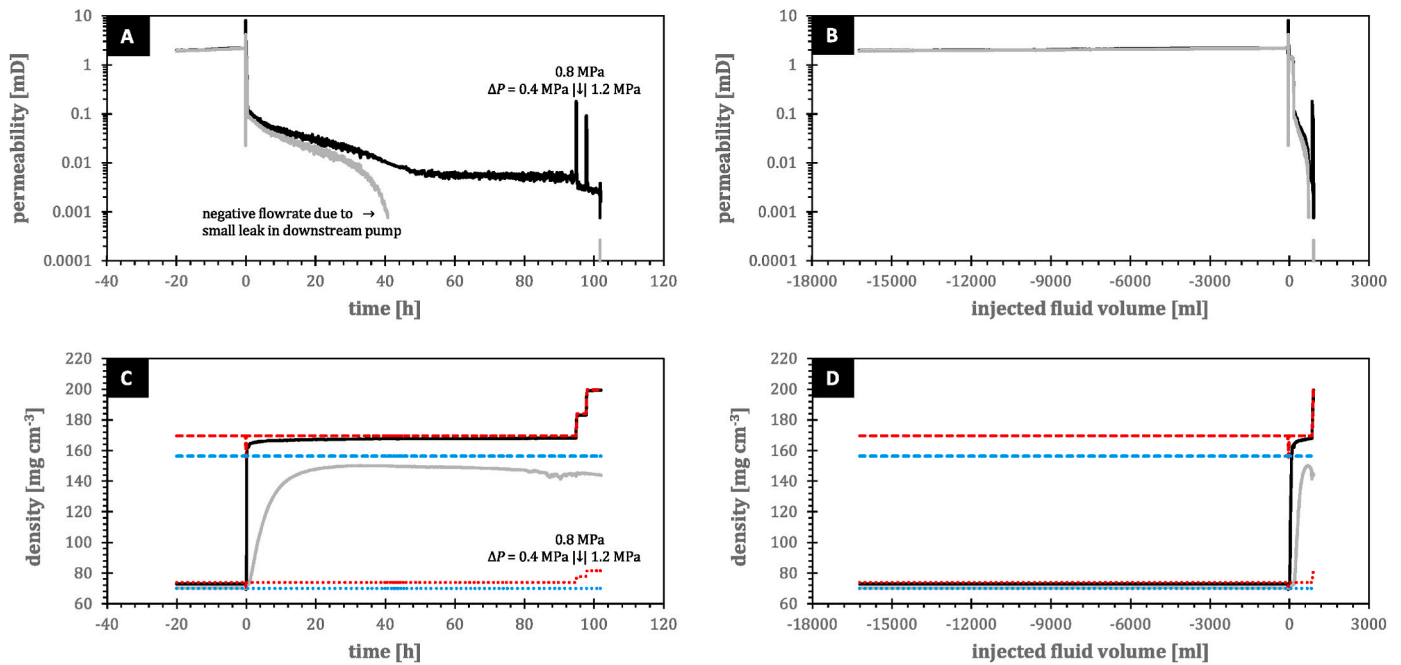 A
permeability [mD]
10
1
0.1
0.01
0.001
0.0001
0.8 MPa
ΔP = 0.4 MPa |↓| 1.2 MPa
negative flowrate due to →
small leak in downstream pump
-40 -20 0 20 40 60 80 100 120
time [h]
B
permeability [mD]
10
1
0.1
0.01
0.001
0.0001
-18000 -15000 -12000 -9000 -6000 -3000 0 3000
injected fluid volume [ml]
C
density [mg cm-3]
220
200
180
160
140
120
100
80
60
0.8 MPa
ΔP = 0.4 MPa |↓| 1.2 MPa
-40 -20 0 20 40 60 80 100 120
time [h]
D
density [mg cm-3]
220
200
180
160
140
120
100
80
60
-18000 -15000 -12000 -9000 -6000 -3000 0 3000
injected fluid volume [ml]